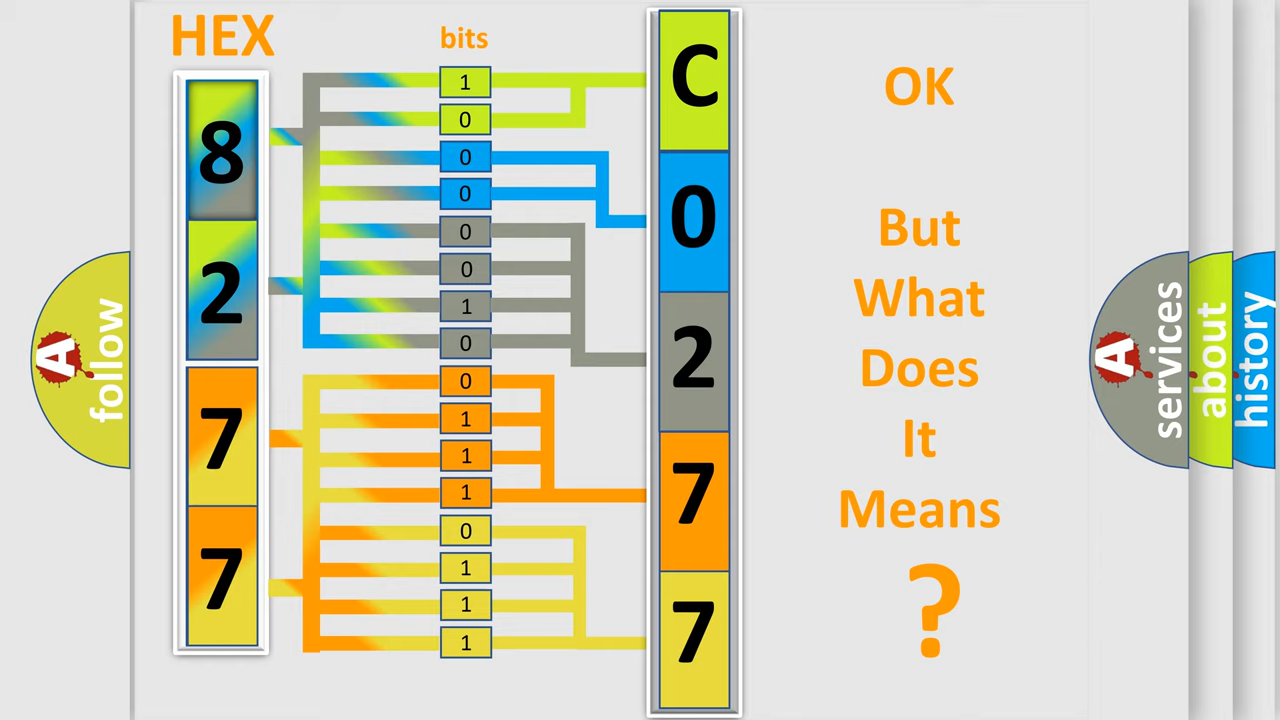 HEX
bits
8
2
7
7
1
0
0
0
0
0
1
0
0
1
1
1
0
1
1
1
C
0
2
7
7
OK
But
What
Does
It
Means
?
A
follow
A
services
about
history